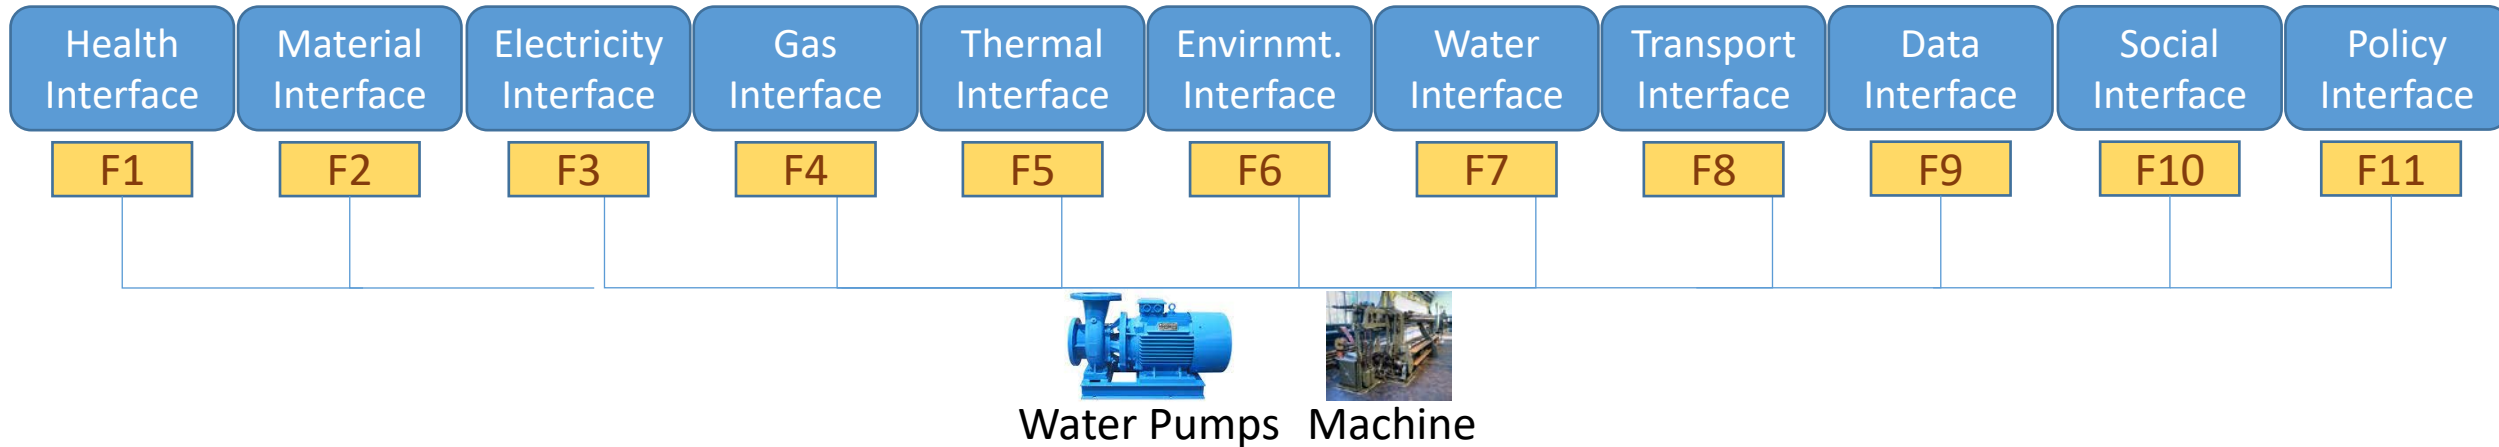 Health
Interface
Material
Interface
Electricity
Interface
Gas
Interface
Thermal
Interface
Envirnmt.
Interface
Water
Interface
Transport
Interface
Data
Interface
Social
Interface
Policy
Interface
F1
F2
F3
F4
F5
F6
F7
F8
F9
F10
F11
Water Pumps
Machine